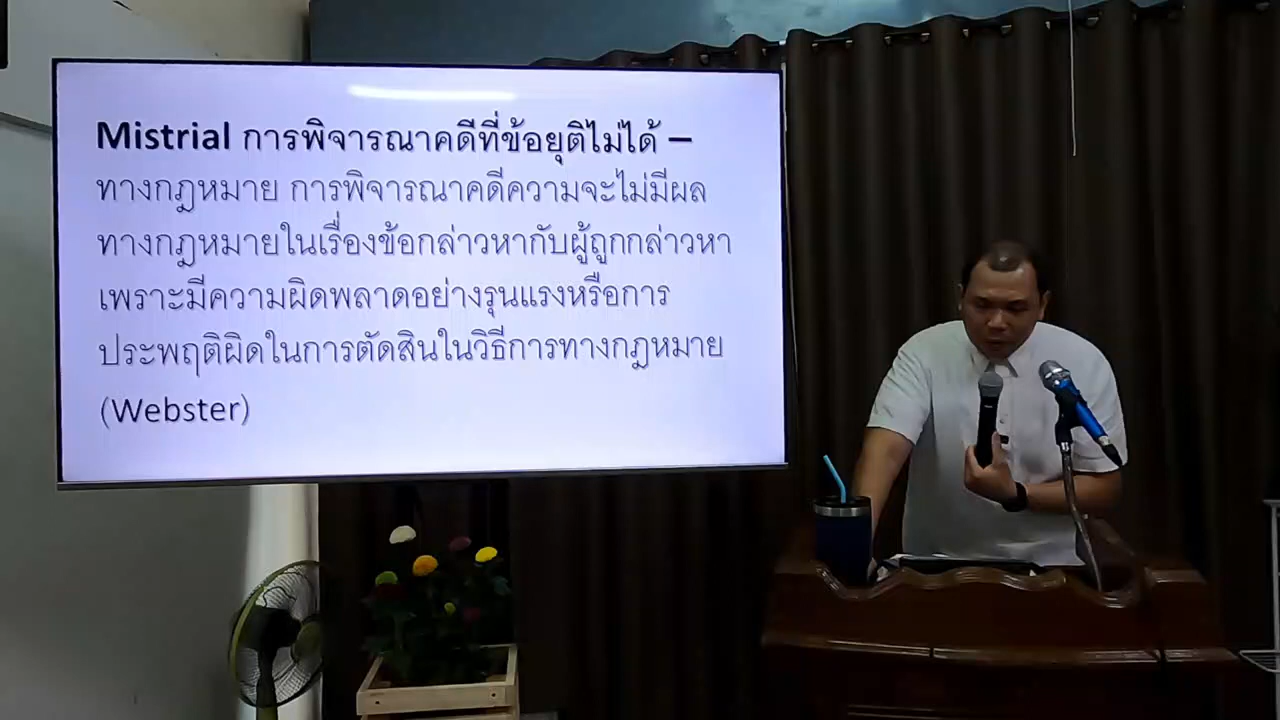 Mistrial การพิจารณาคดีที่ข้อยุติไม่ได้ –
ทางกฎหมาย การพิจารณาคดีความจะไม่มีผล
ทางกฎหมายในเรื่องข้อกล่าวหากับผู้ถูกกล่าวหา
เพราะมีความผิดพลาดอย่างรุนแรงหรือการ
ประพฤติผิดในการตัดสินในวิธีการทางกฎหมาย
(Webster)